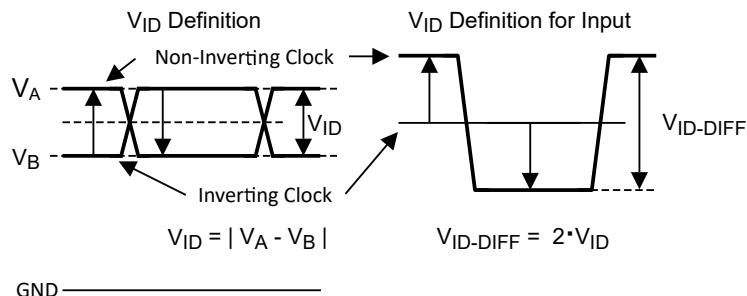 V_ID Definition
V_ID Definition for Input
Non-Inverting Clock
V_A
V_ID
V_B
V_ID-DIFF
Inverting Clock
V_ID = | V_A - V_B |
V_ID-DIFF = 2·V_ID
GND